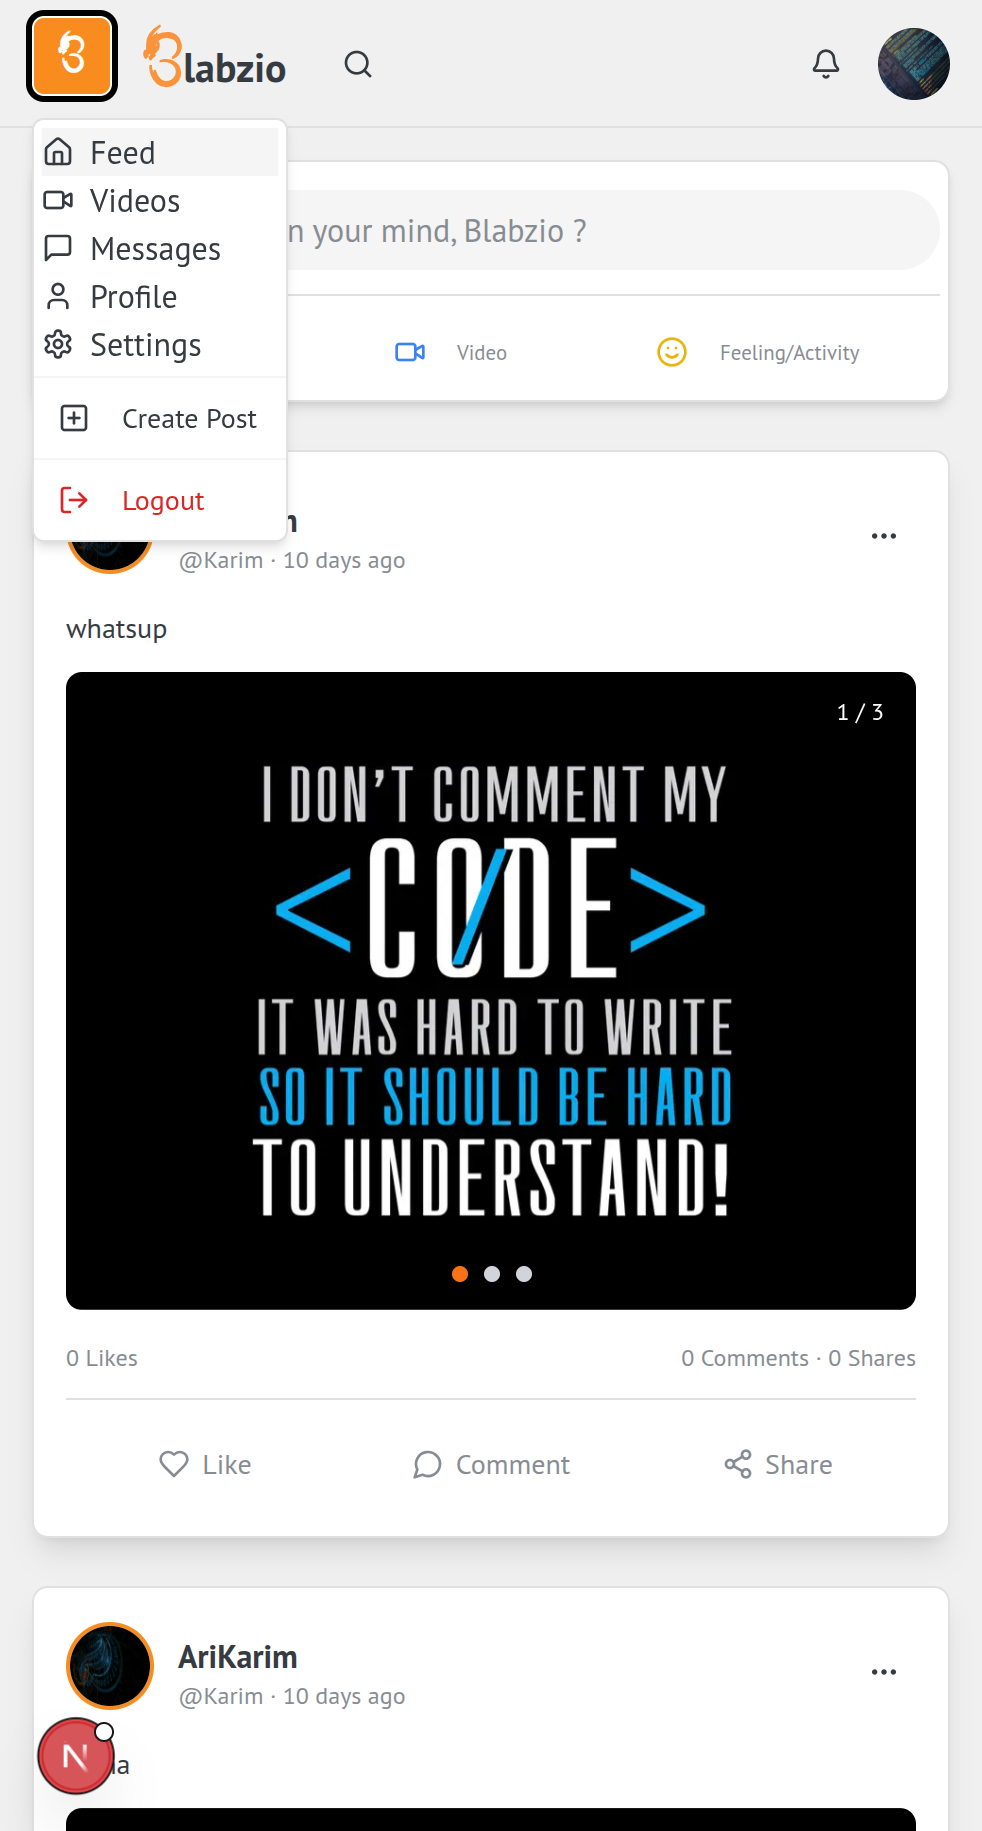 Blabzio
Feed
Videos
Messages
Profile
Settings
Create Post
Logout
n your mind, Blabzio ?
Video
Feeling/Activity
@Karim · 10 days ago
whatsup
1 / 3
I DON'T COMMENT MY
<CODE>
IT WAS HARD TO WRITE
SO IT SHOULD BE HARD
TO UNDERSTAND!
0 Likes
0 Comments · 0 Shares
Like
Comment
Share
AriKarim
@Karim · 10 days ago
N